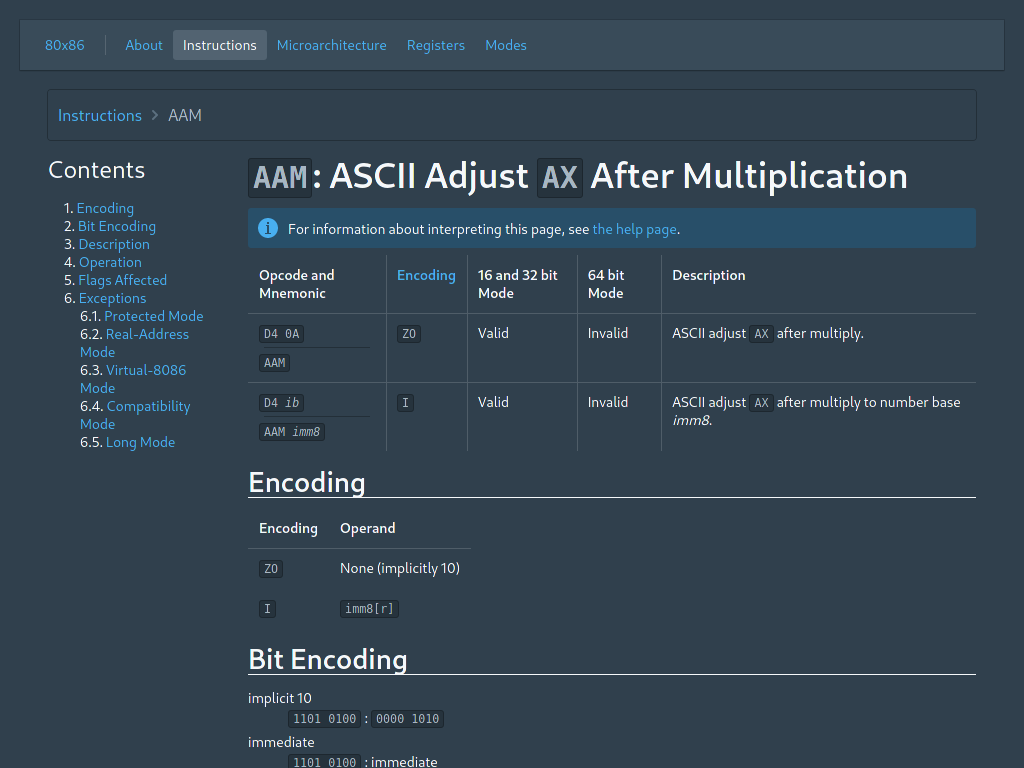 80x86 About Instructions Microarchitecture Registers Modes
Instructions > AAM
Contents
1. Encoding
2. Bit Encoding
3. Description
4. Operation
5. Flags Affected
6. Exceptions
6.1. Protected Mode
6.2. Real-Address
Mode
6.3. Virtual-8086
Mode
6.4. Compatibility
Mode
6.5. Long Mode
AAM: ASCII Adjust AX After Multiplication
For information about interpreting this page, see the help page.
Opcode and Mnemonic Encoding 16 and 32 bit Mode 64 bit Mode Description
D4 0A ZO Valid Invalid ASCII adjust AX after multiply.
AAM
D4 ib I Valid Invalid ASCII adjust AX after multiply to number base
imm8.
AAM imm8
Encoding
Encoding Operand
ZO None (implicitly 10)
I imm8[r]
Bit Encoding
implicit 10
1101 0100 : 0000 1010
immediate
1101 0100 : immediate